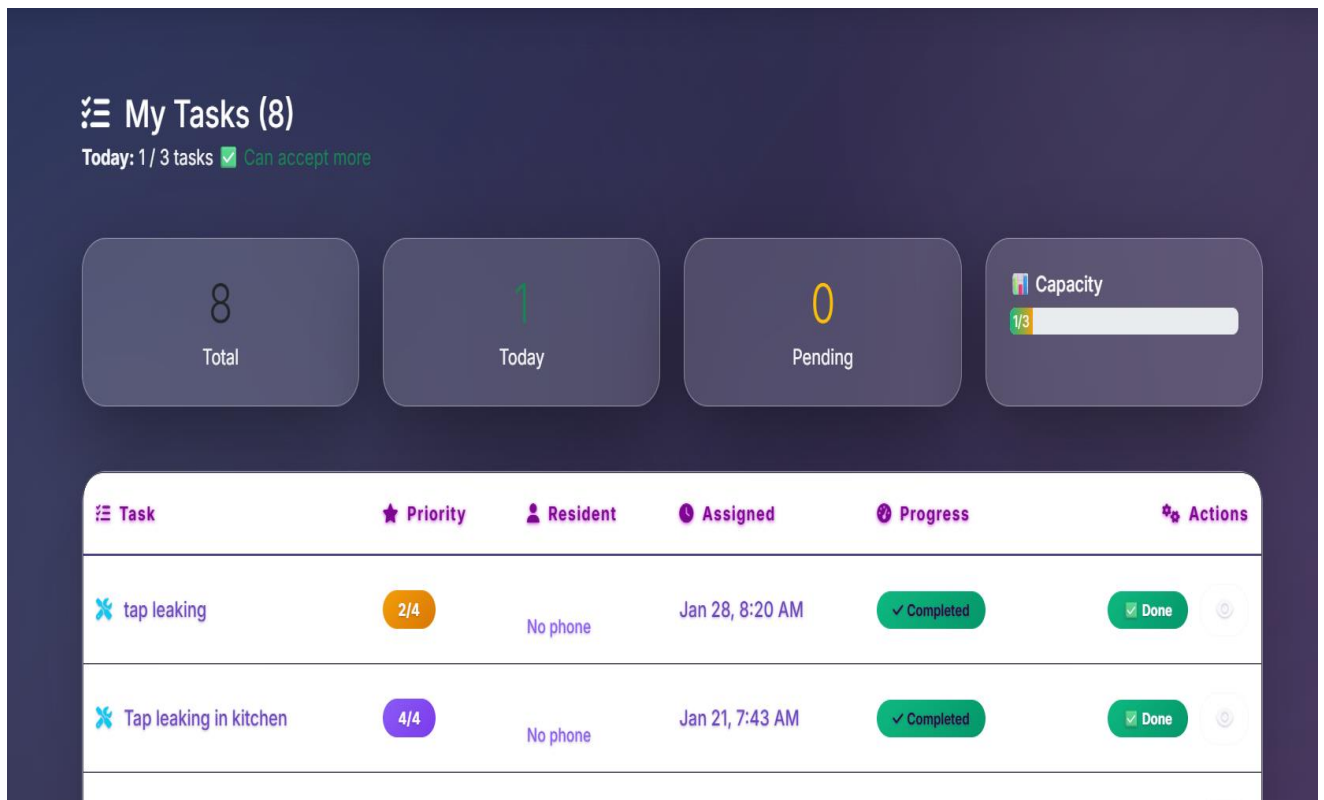 My Tasks (8)
Today: 1 / 3 tasks ✅ Can accept more
8
Total
1
Today
0
Pending
📊 Capacity
1/3
Task Priority Resident Assigned Progress Actions
tap leaking 2/4 No phone Jan 28, 8:20 AM ✓ Completed ✅ Done
Tap leaking in kitchen 4/4 No phone Jan 21, 7:43 AM ✓ Completed ✅ Done